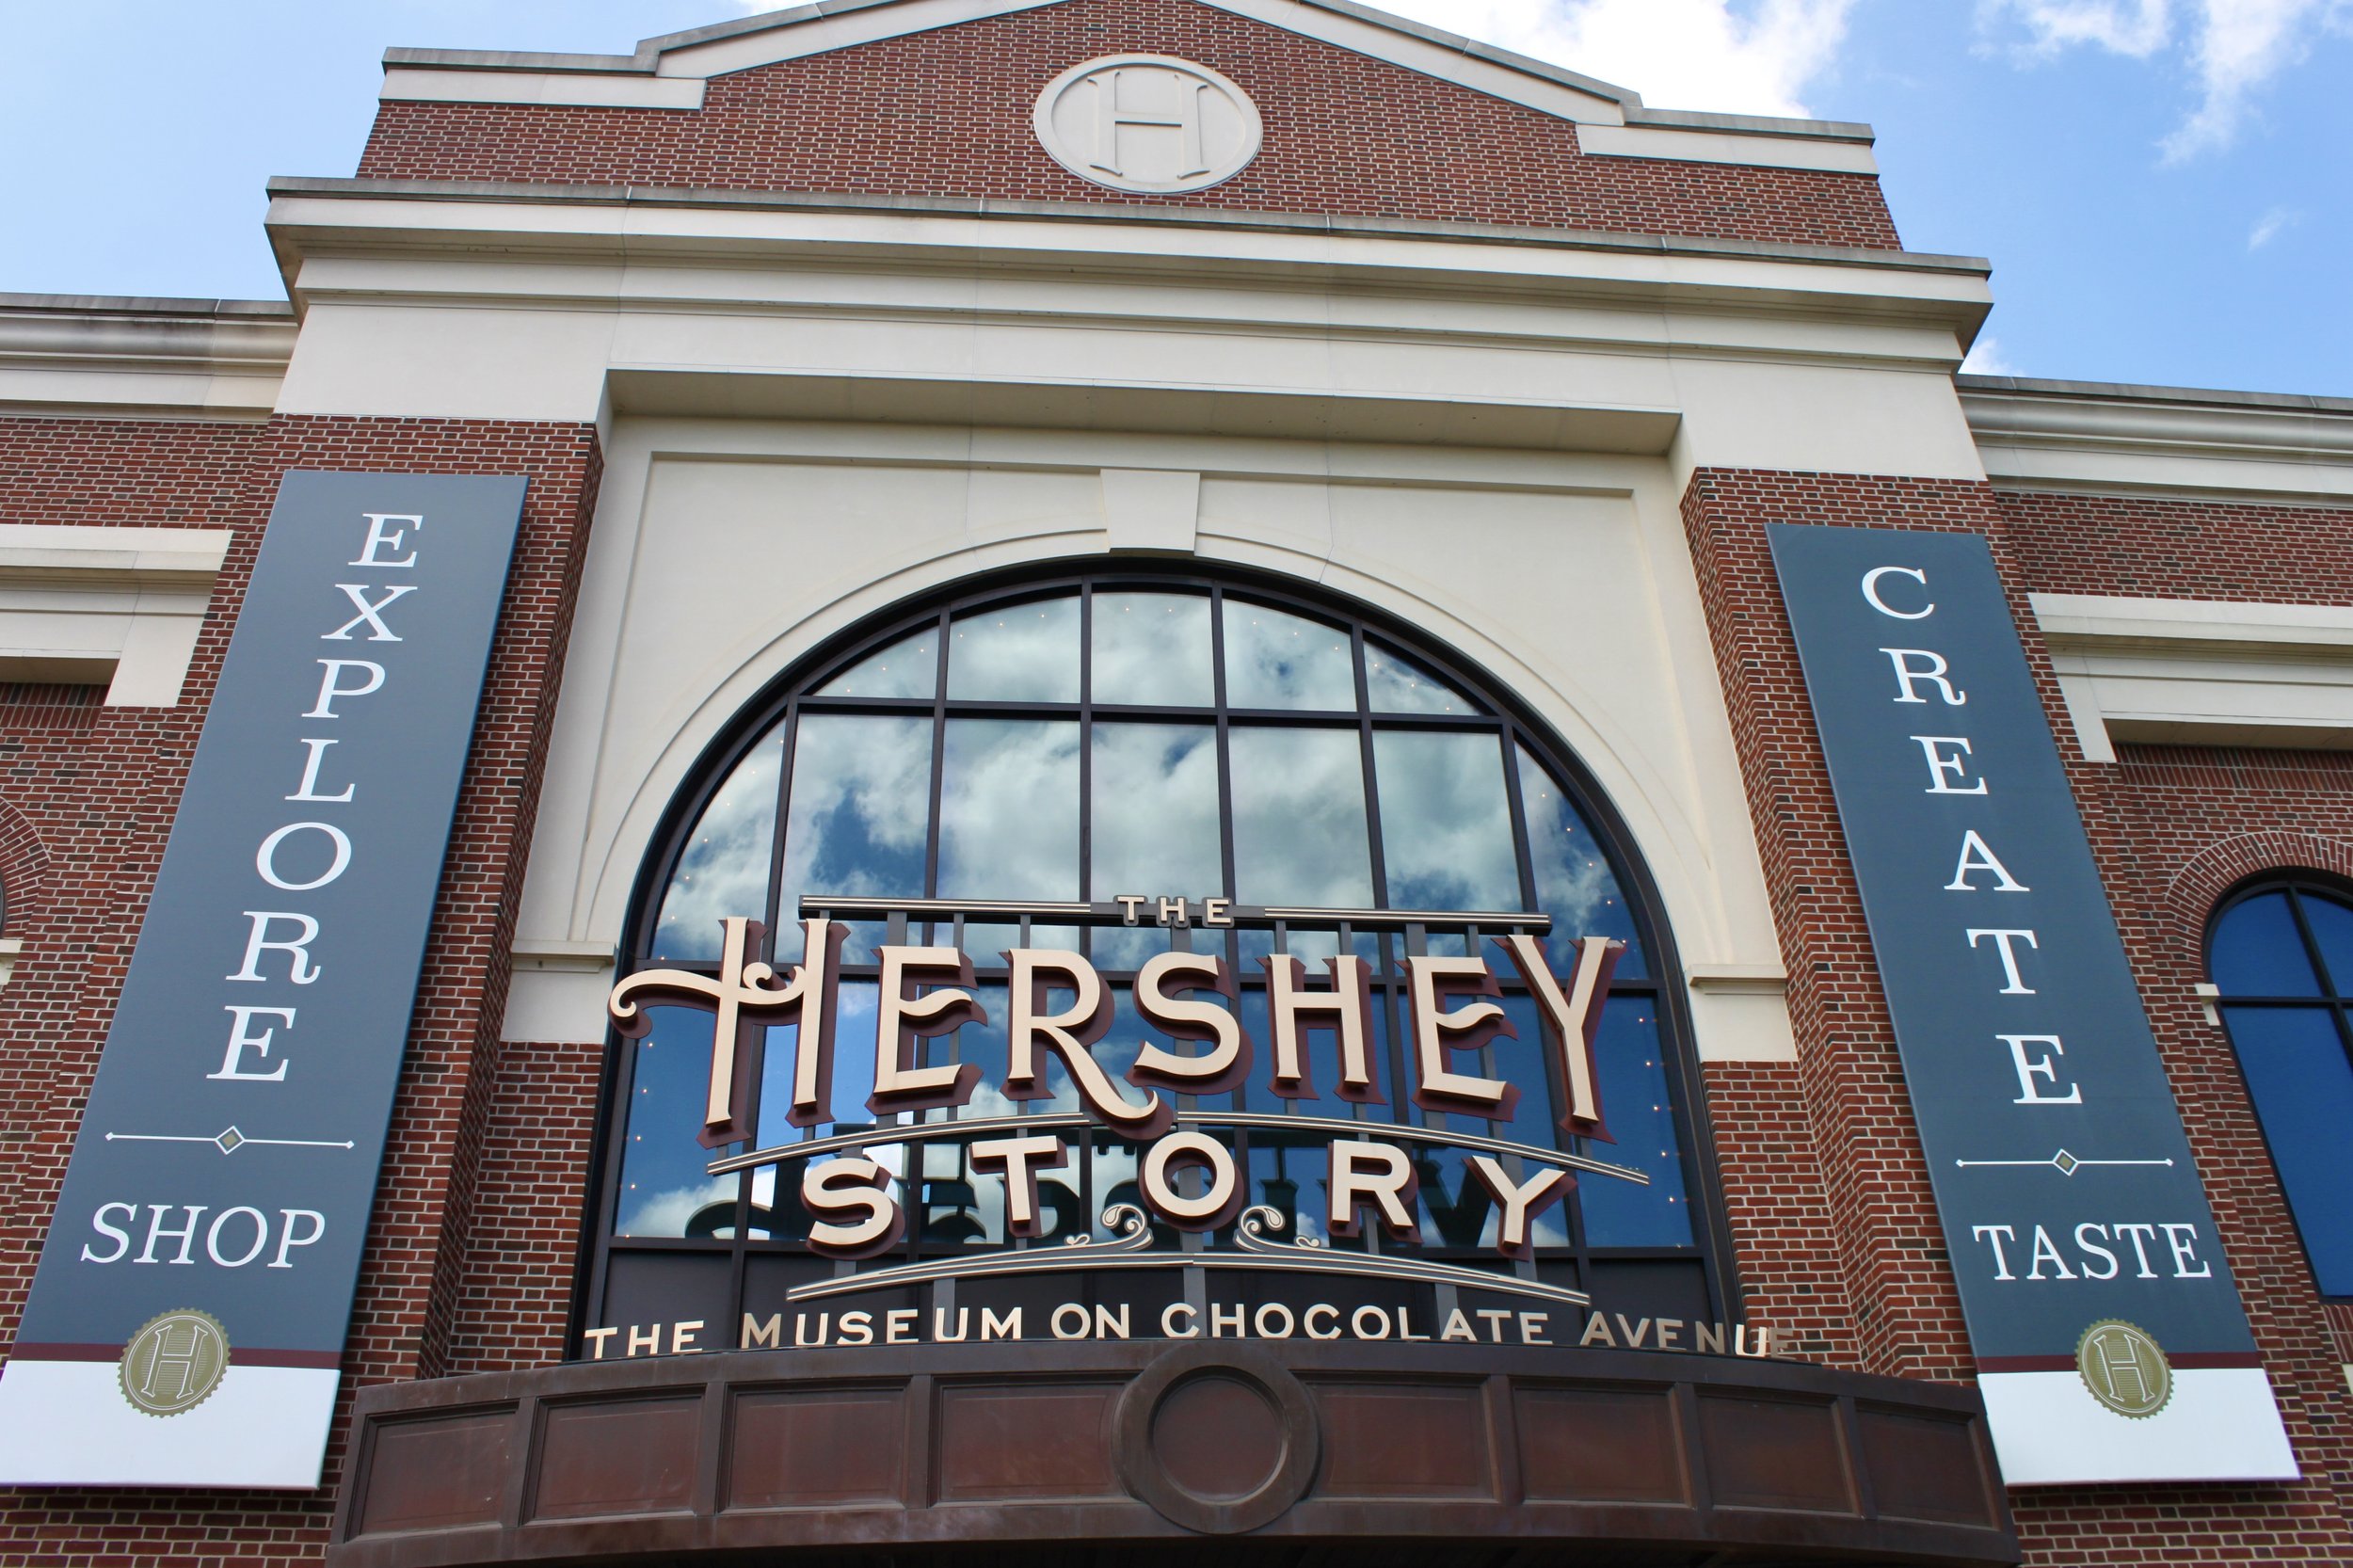 H
EXPLORE
SHOP
H
THE
HERSHEY
STORY
THE MUSEUM ON CHOCOLATE AVENUE
CREATE
TASTE
H